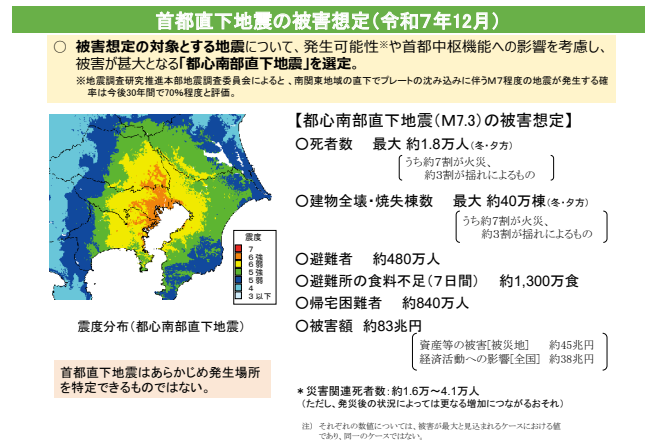 首都直下地震の被害想定(令和7年12月)
○ 被害想定の対象とする地震について、発生可能性※や首都中枢機能への影響を考慮し、
被害が甚大となる「都心南部直下地震」を選定。
※地震調査研究推進本部地震調査委員会によると、南関東地域の直下でプレートの沈み込みに伴うM7程度の地震が発生する確
率は今後30年間で70%程度と評価。
震度
7
6強
6弱
5強
5弱
4
3以下
震度分布(都心南部直下地震)
首都直下地震はあらかじめ発生場所
を特定できるものではない。
【都心南部直下地震(M7.3)の被害想定】
○死者数 最大 約1.8万人(冬・夕方)
うち約7割が火災、
約3割が揺れによるもの
○建物全壊・焼失棟数 最大 約40万棟(冬・夕方)
うち約7割が火災、
約3割が揺れによるもの
○避難者 約480万人
○避難所の食料不足(7日間) 約1,300万食
○帰宅困難者 約840万人
○被害額 約83兆円
資産等の被害[被災地] 約45兆円
経済活動への影響[全国] 約38兆円
*災害関連死者数:約1.6万~4.1万人
(ただし、発災後の状況によっては更なる増加につながるおそれ)
注) それぞれの数値については、被害が最大と見込まれるケースにおける値
であり、同一のケースではない。